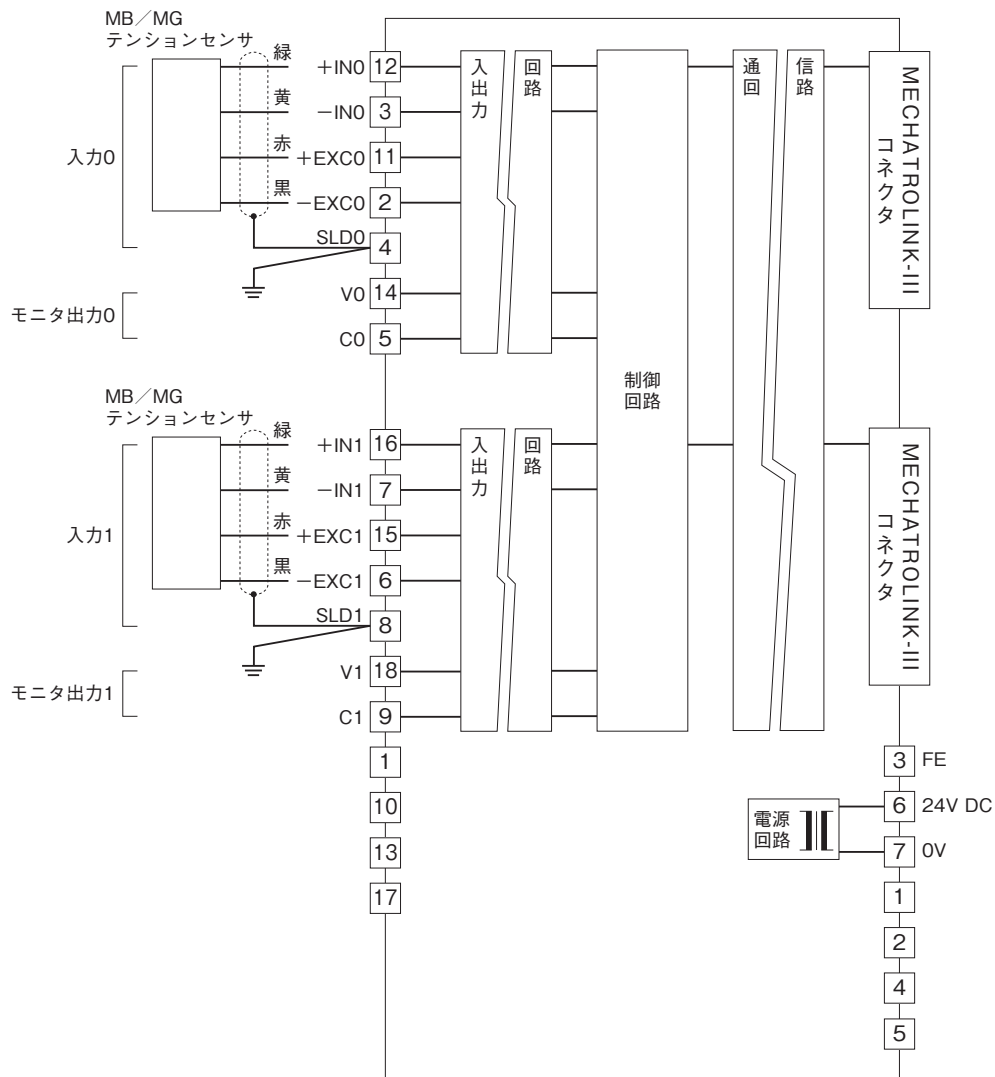 MB／MG
テンションセンサ
入力0
緑
+IN0 12
黄
−IN0 3
赤
+EXC0 11
黒
−EXC0 2
SLD0 4
モニタ出力0
V0 14
C0 5
入出力
回路
MB／MG
テンションセンサ
入力1
緑
+IN1 16
黄
−IN1 7
赤
+EXC1 15
黒
−EXC1 6
SLD1 8
モニタ出力1
V1 18
C1 9
入出力
回路
1
10
13
17
制御
回路
通回
信路
MECHATROLINK-III
コネクタ
MECHATROLINK-III
コネクタ
3 FE
電源
回路
6 24V DC
7 0V
1
2
4
5